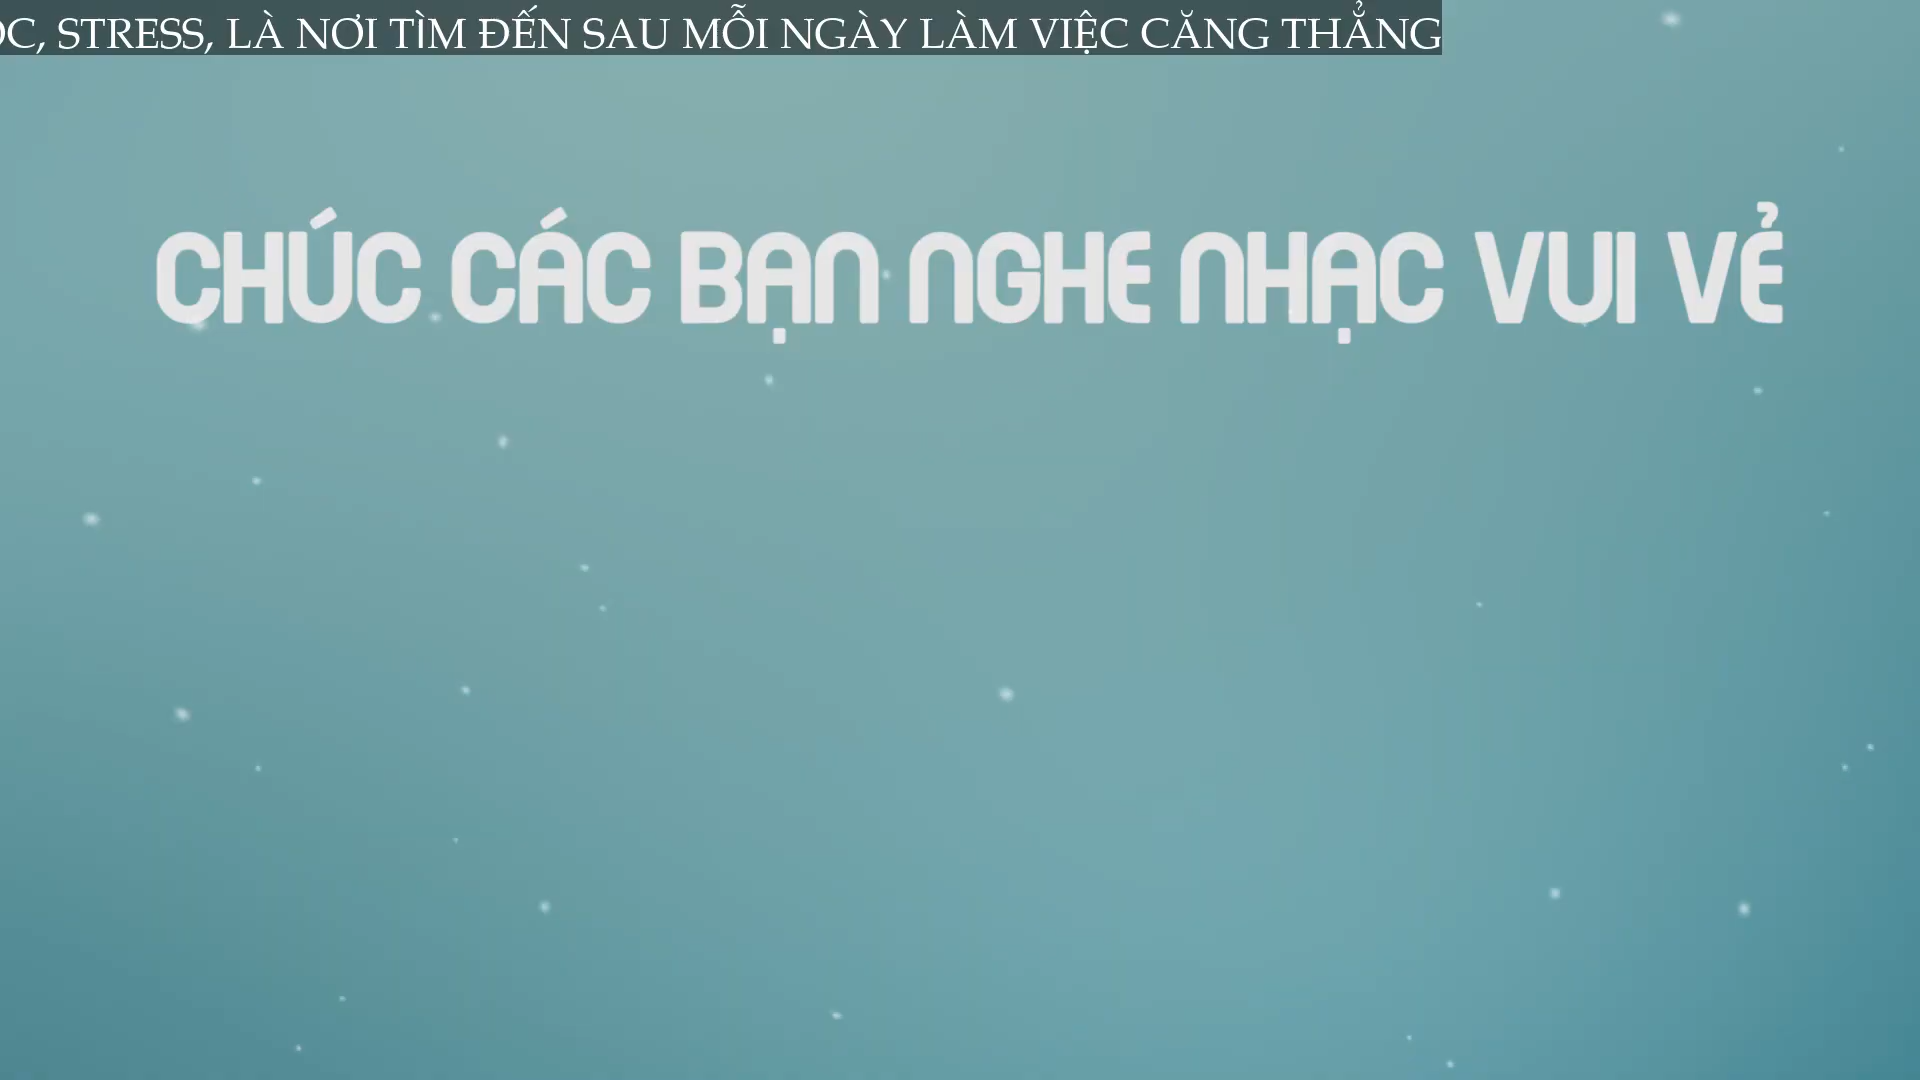 STRESS, LÀ NƠI TÌM ĐẾN SAU MỖI NGÀY LÀM VIỆC CĂNG THẲNG
CHÚC CÁC BẠN NGHE NHẠC VUI VẺ